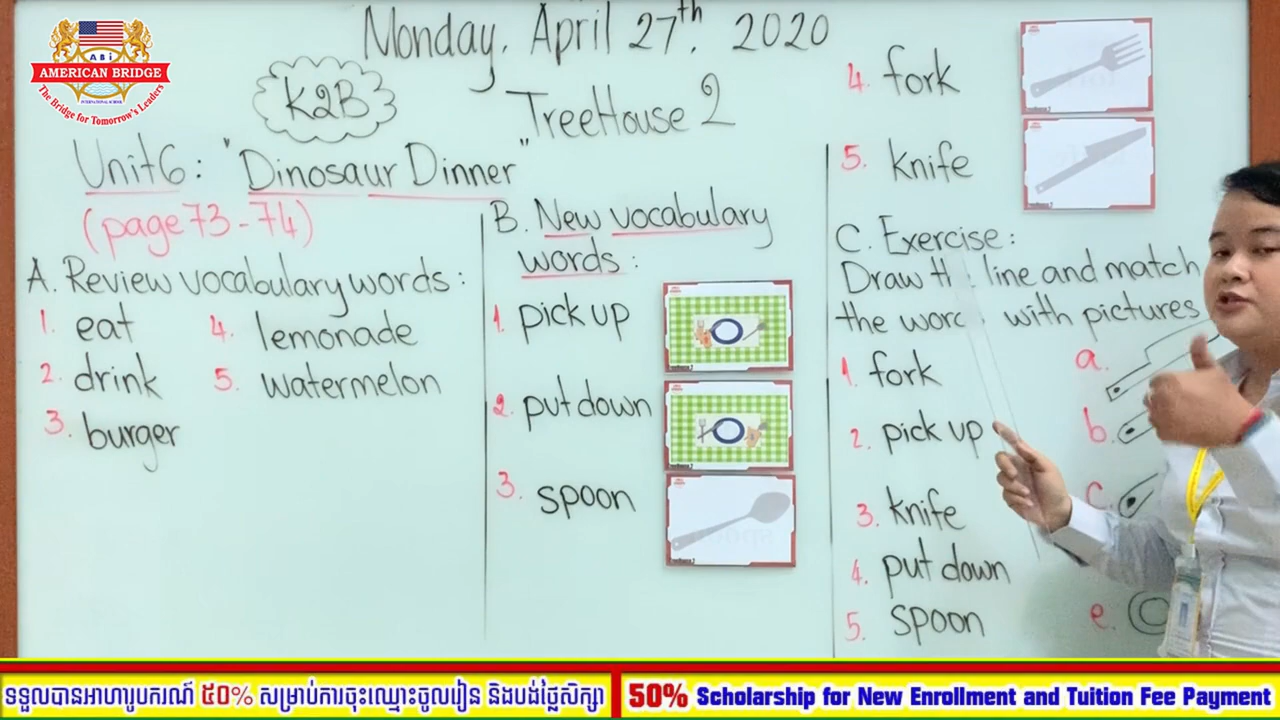 ABi
AMERICAN BRIDGE
INTERNATIONAL SCHOOL
The Bridge for Tomorrow's Leaders
Monday, April 27th, 2020
K2B
TreeHouse 2
Unit 6: "Dinosaur Dinner"
(page 73-74)
A. Review vocabulary words:
1. eat
2. drink
3. burger
4. lemonade
5. watermelon
B. New vocabulary
words:
1. pick up
2. put down
3. spoon
4. fork
5. knife
C. Exercise:
Draw the line and match
the words with pictures
1. fork
2. pick up
3. knife
4. put down
5. spoon
a.
b.
c.
e.
ទទួលបានអាហារូបករណ៍ ៥០% សម្រាប់ការចុះឈ្មោះចូលរៀន និងបង់ថ្លៃសិក្សា
50% Scholarship for New Enrollment and Tuition Fee Payment